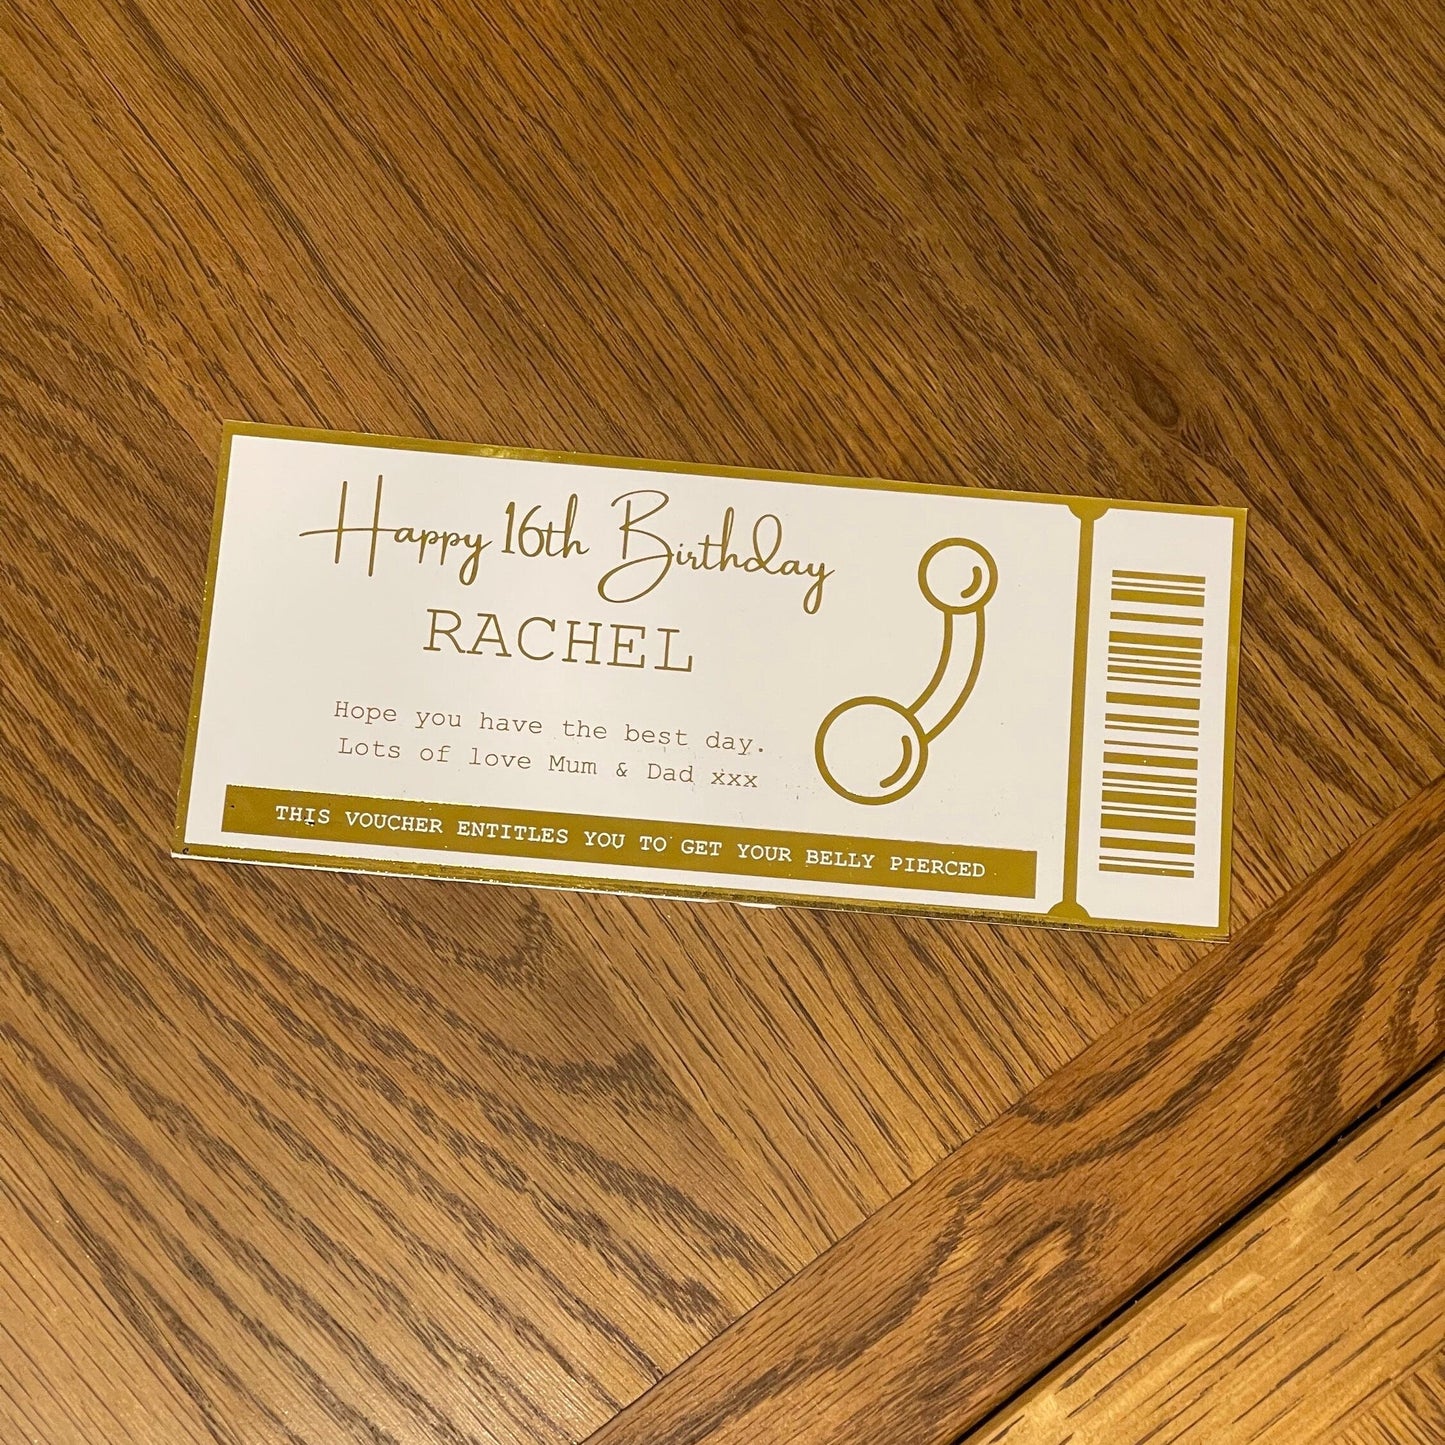 Happy 16th Birthday
RACHEL
Hope you have the best day.
Lots of love Mum & Dad xxx
THIS VOUCHER ENTITLES YOU TO GET YOUR BELLY PIERCED